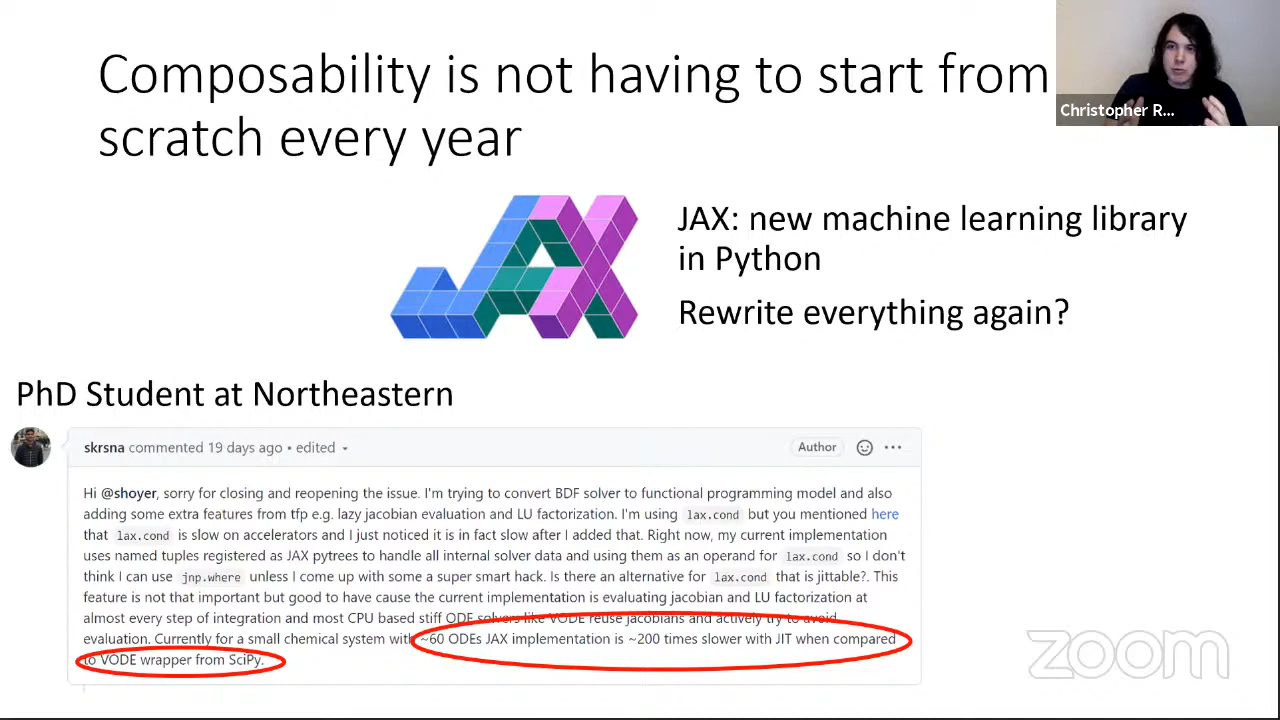 Composability is not having to start from
scratch every year
Christopher R...
JAX
JAX: new machine learning library
in Python
Rewrite everything again?
PhD Student at Northeastern
skrsna commented 19 days ago • edited
Author
Hi @shoyer, sorry for closing and reopening the issue. I'm trying to convert BDF solver to functional programming model and also
adding some extra features from tfp e.g. lazy jacobian evaluation and LU factorization. I'm using lax.cond but you mentioned here
that lax.cond is slow on accelerators and I just noticed it is in fact slow after I added that. Right now, my current implementation
uses named tuples registered as JAX pytrees to handle all internal solver data and using them as an operand for lax.cond so I don't
think I can use jnp.where unless I come up with some a super smart hack. Is there an alternative for lax.cond that is jittable?. This
feature is not that important but good to have cause the current implementation is evaluating jacobian and LU factorization at
almost every step of integration and most CPU based stiff ODE solvers like VODE reuse jacobians and actively try to avoid
evaluation. Currently for a small chemical system with ~60 ODEs JAX implementation is ~200 times slower with JIT when compared
to VODE wrapper from SciPy.
zoom